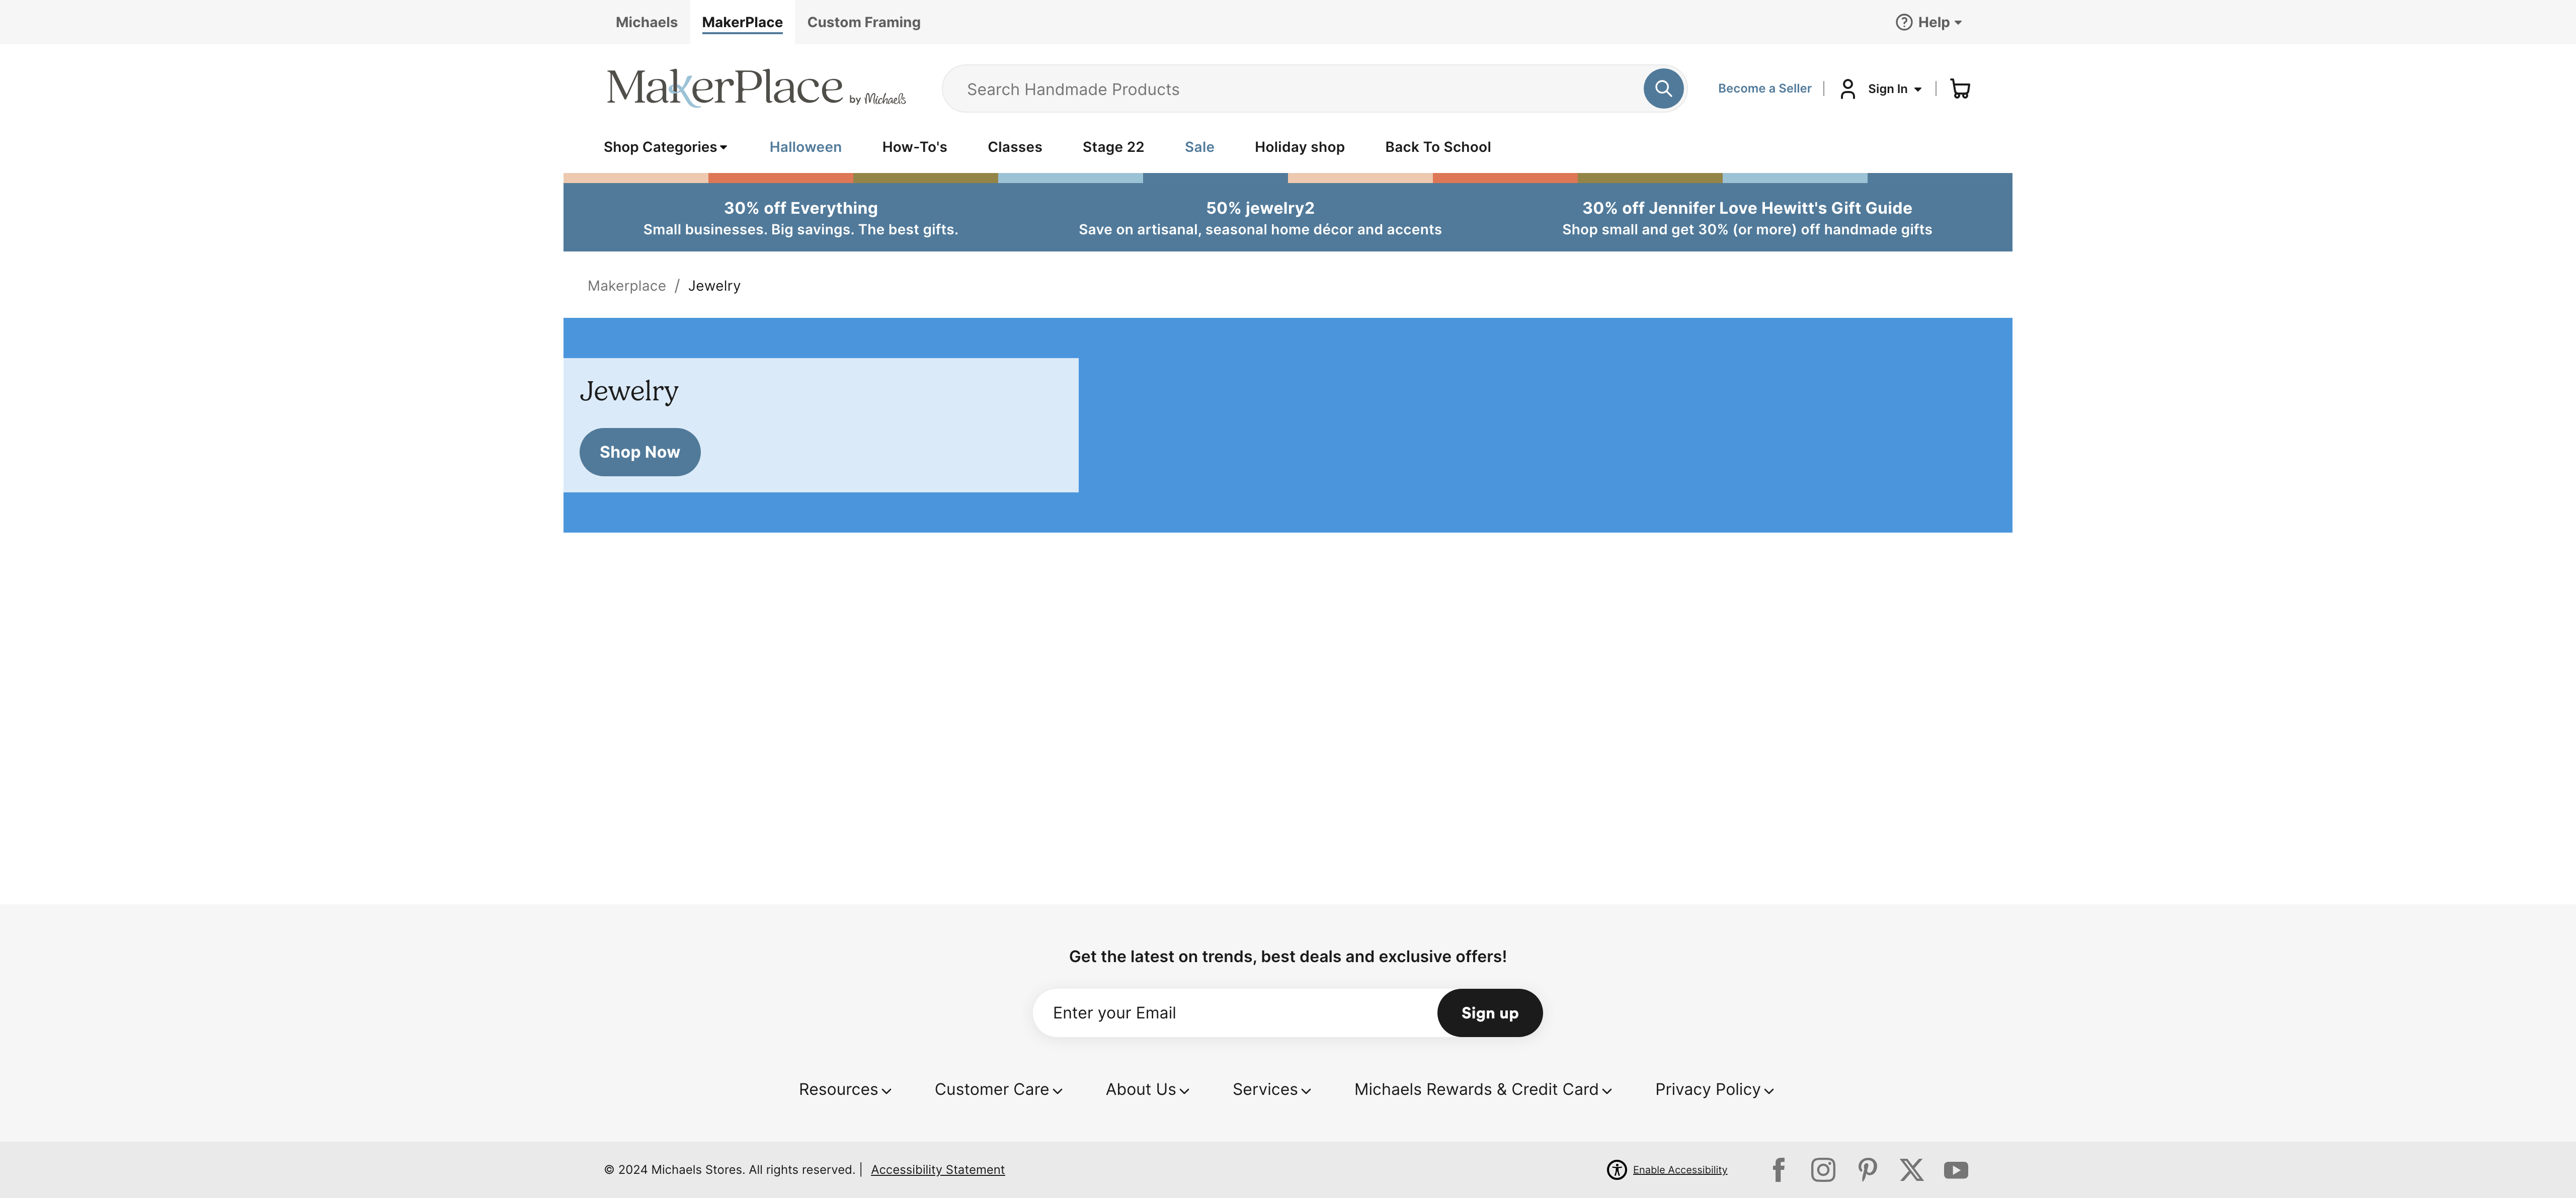 Michaels MakerPlace Custom Framing Help
MakerPlace by Michaels Search Handmade Products Become a Seller Sign In
Shop Categories Halloween How-To's Classes Stage 22 Sale Holiday shop Back To School
30% off Everything
Small businesses. Big savings. The best gifts.
50% jewelry2
Save on artisanal, seasonal home décor and accents
30% off Jennifer Love Hewitt's Gift Guide
Shop small and get 30% (or more) off handmade gifts
Makerplace / Jewelry
Jewelry
Shop Now
Get the latest on trends, best deals and exclusive offers!
Enter your Email Sign up
Resources Customer Care About Us Services Michaels Rewards & Credit Card Privacy Policy
© 2024 Michaels Stores. All rights reserved. | Accessibility Statement Enable Accessibility